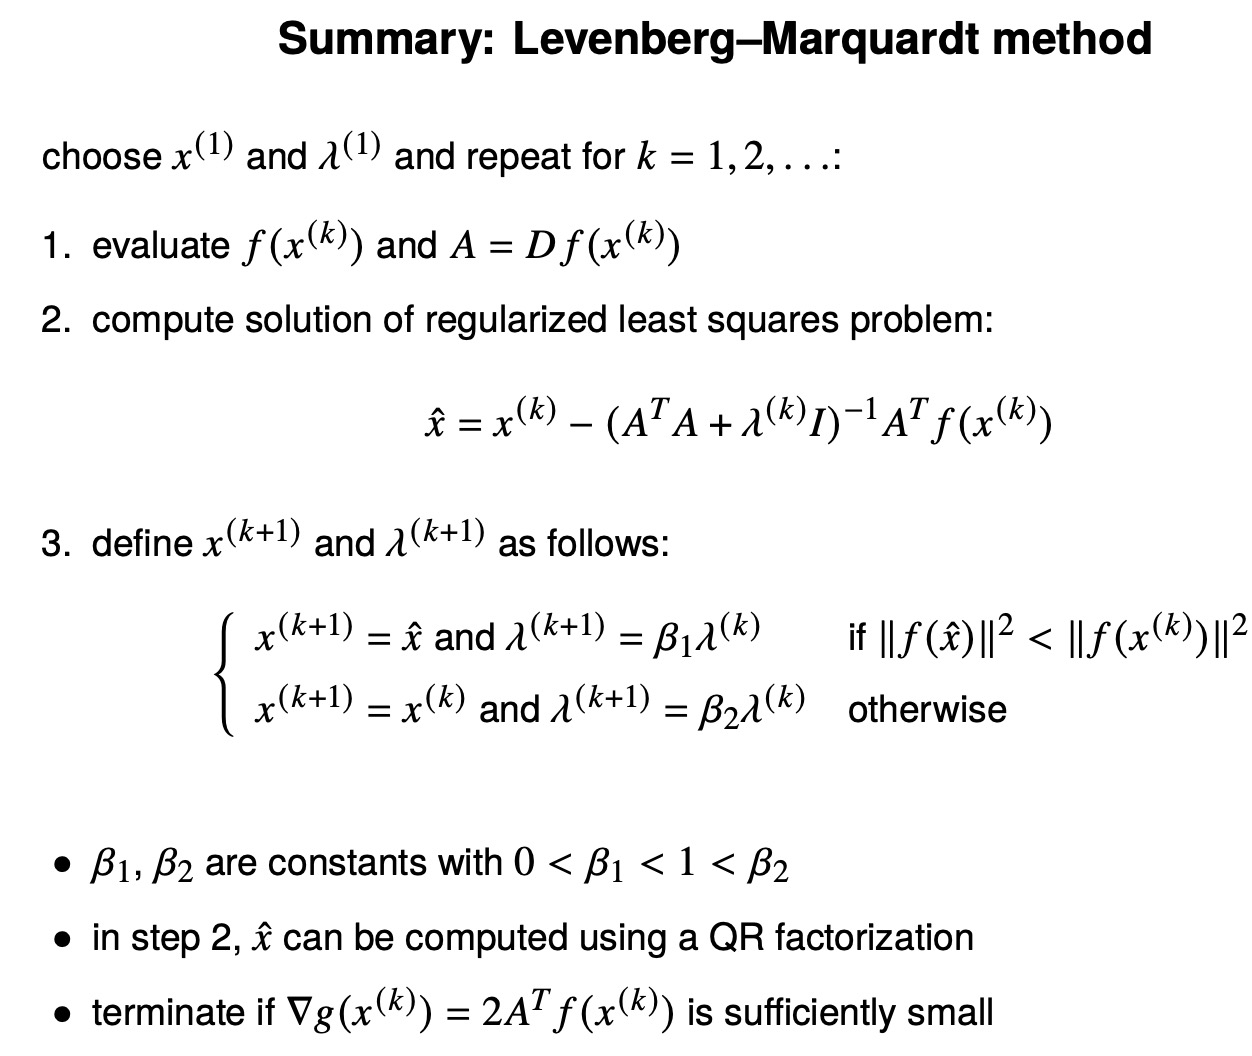 Summary: Levenberg–Marquardt method
choose x^(1) and λ^(1) and repeat for k = 1, 2, . . .:
1. evaluate f(x^(k)) and A = Df(x^(k))
2. compute solution of regularized least squares problem:
x̂ = x^(k) − (A^T A + λ^(k) I)^−1 A^T f(x^(k))
3. define x^(k+1) and λ^(k+1) as follows:
{ x^(k+1) = x̂ and λ^(k+1) = β₁λ^(k) if ‖f(x̂)‖² < ‖f(x^(k))‖²
x^(k+1) = x^(k) and λ^(k+1) = β₂λ^(k) otherwise
• β₁, β₂ are constants with 0 < β₁ < 1 < β₂
• in step 2, x̂ can be computed using a QR factorization
• terminate if ∇g(x^(k)) = 2A^T f(x^(k)) is sufficiently small